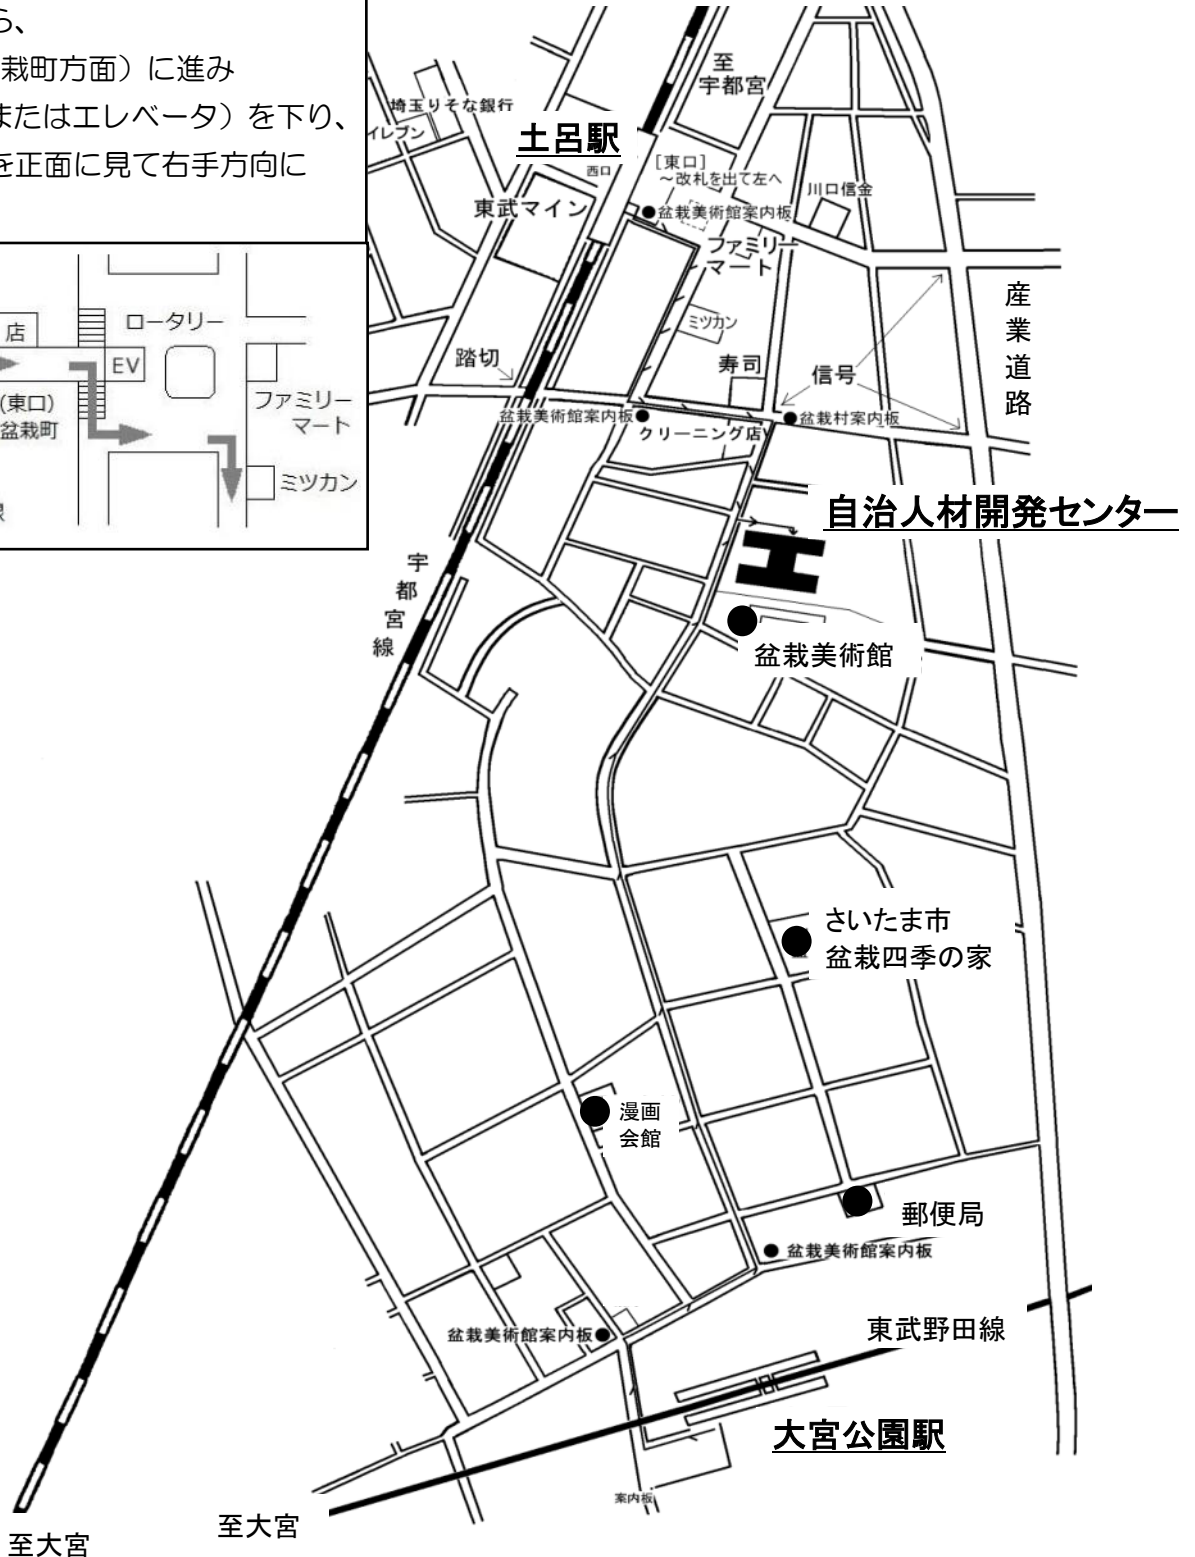 ら、
栽町方面）に進み
またはエレベータ）を下り、
を正面に見て右手方向に
店
ロータリー
EV
(東口)
盆栽町
ファミリー
マート
ミツカン
線
至
宇都宮
埼玉りそな銀行
イレブン
土呂駅
西口
[東口]
～改札を出て左へ
川口信金
東武マイン
盆栽美術館案内板
ファミリー
マート
ミツカン
産業道路
踏切
寿司
信号
盆栽美術館案内板
盆栽村案内板
クリーニング店
自治人材開発センター
宇都宮線
盆栽美術館
さいたま市
盆栽四季の家
漫画
会館
郵便局
盆栽美術館案内板
盆栽美術館案内板
東武野田線
大宮公園駅
案内板
至大宮
至大宮